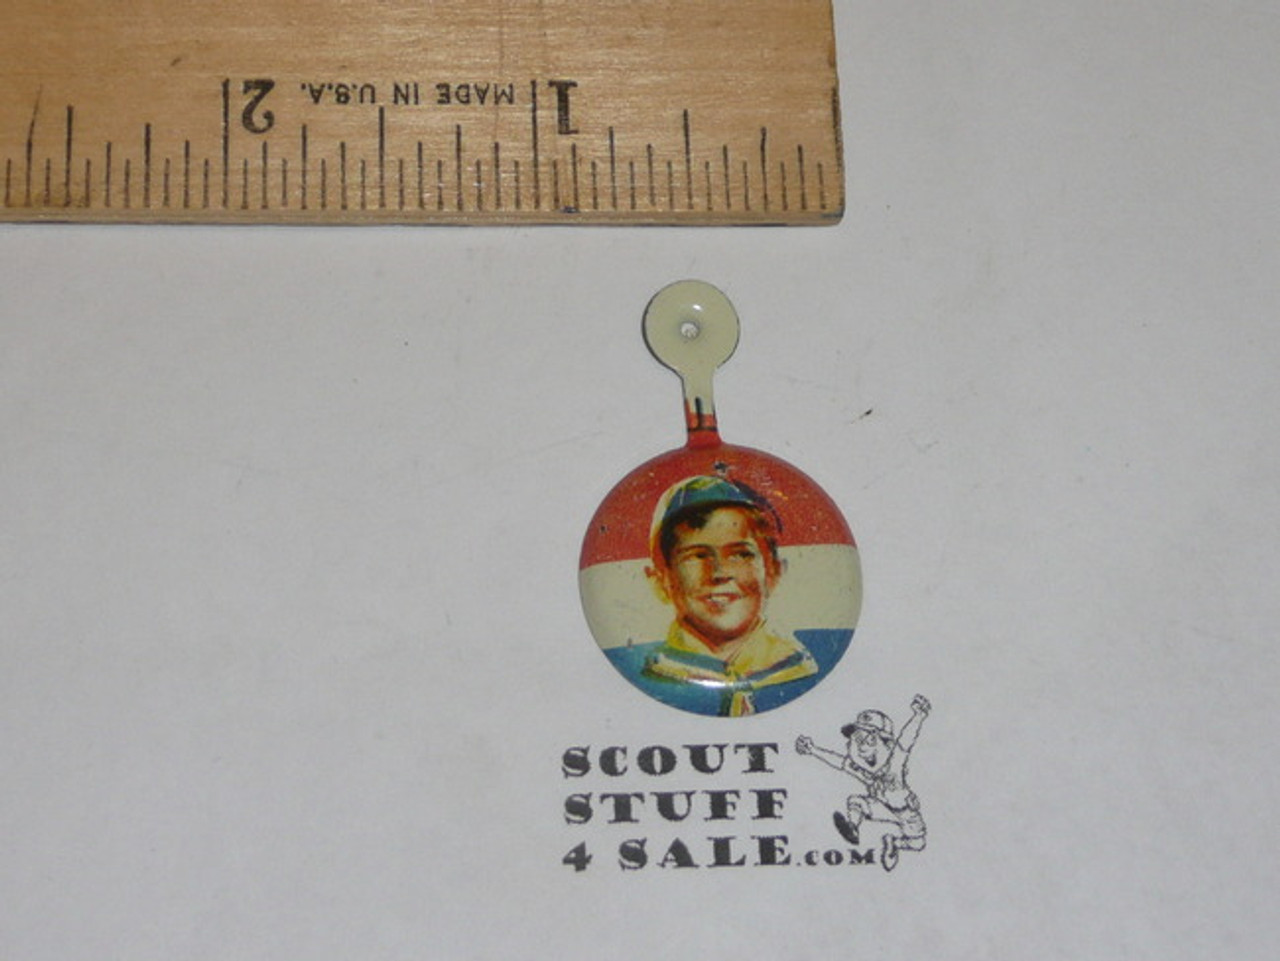 2 MADE IN U.S.A. 1
SCOUT
STUFF
4 SALE.COM